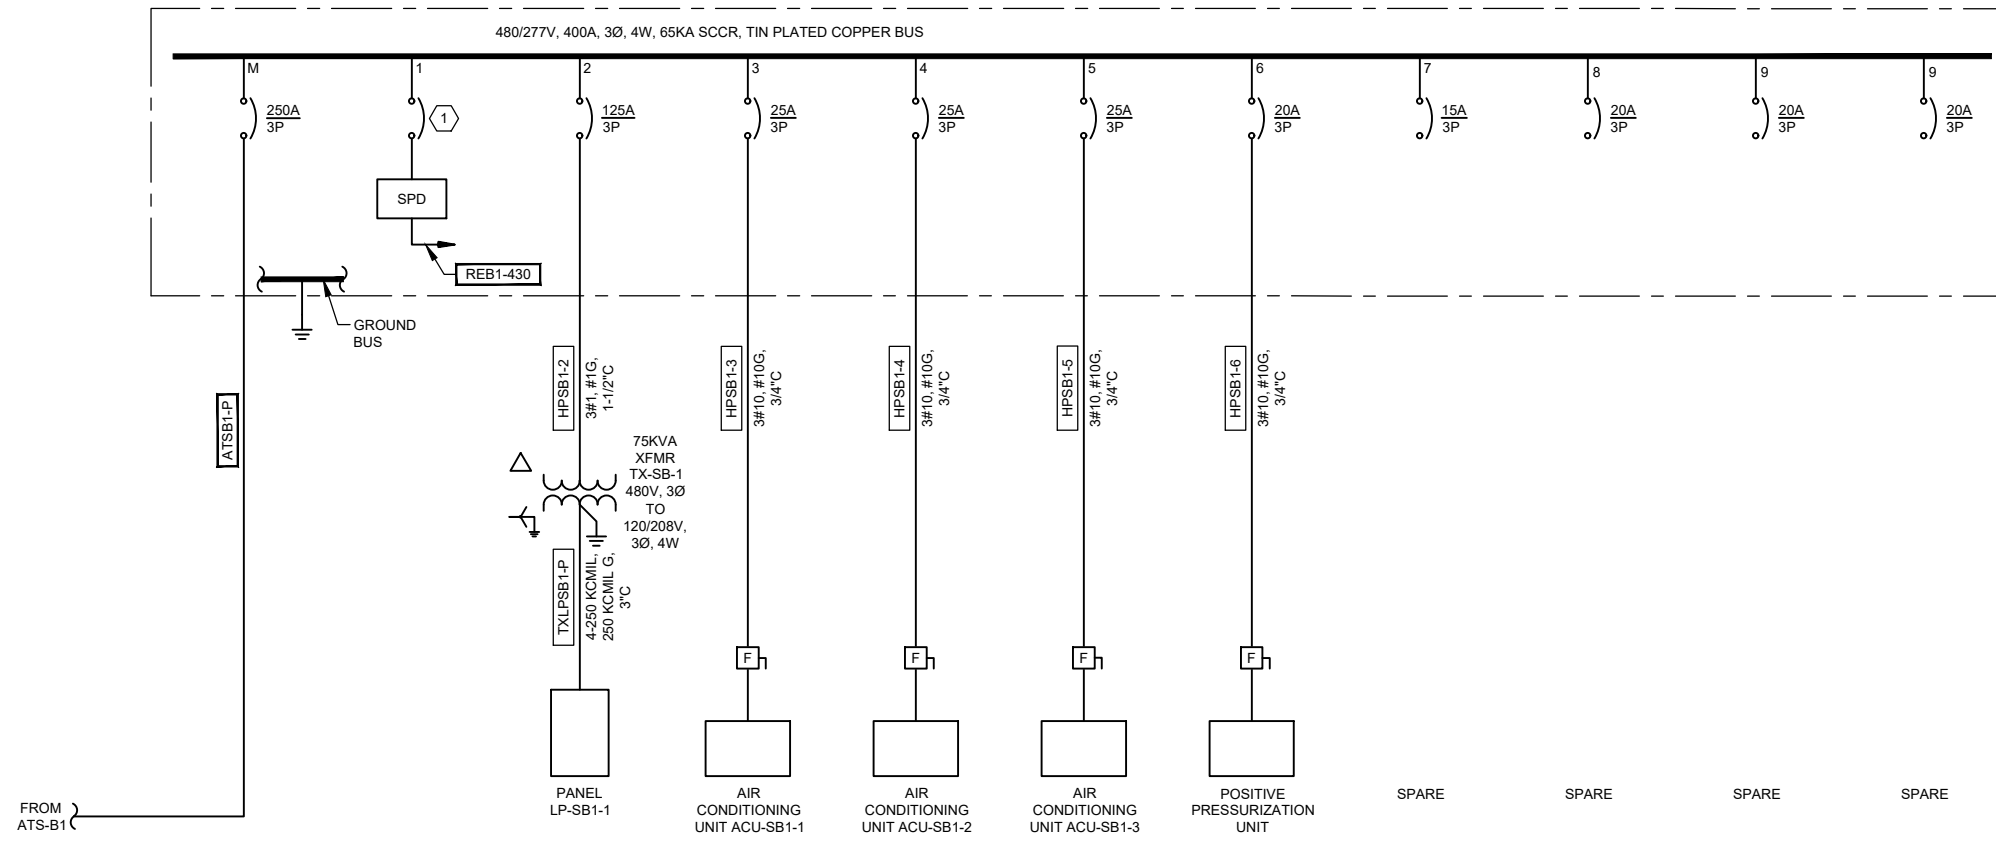 480/277V, 400A, 3Ø, 4W, 65KA SCCR, TIN PLATED COPPER BUS
M
1
2
3
4
5
6
7
8
9
9
250A
3P
1
125A
3P
25A
3P
25A
3P
25A
3P
20A
3P
15A
3P
20A
3P
20A
3P
20A
3P
SPD
REB1-430
GROUND
BUS
ATSB1-P
HPSB1-2
3#1, #1G,
1-1/2"C
HPSB1-3
3#10, #10G,
3/4"C
HPSB1-4
3#10, #10G,
3/4"C
HPSB1-5
3#10, #10G,
3/4"C
HPSB1-6
3#10, #10G,
3/4"C
75KVA
XFMR
TX-SB-1
480V, 3Ø
TO
120/208V,
3Ø, 4W
TXLPSB1-P
4-250 KCMIL,
250 KCMIL G,
3"C
F
F
F
F
FROM
ATS-B1
PANEL
LP-SB1-1
AIR
CONDITIONING
UNIT ACU-SB1-1
AIR
CONDITIONING
UNIT ACU-SB1-2
AIR
CONDITIONING
UNIT ACU-SB1-3
POSITIVE
PRESSURIZATION
UNIT
SPARE
SPARE
SPARE
SPARE